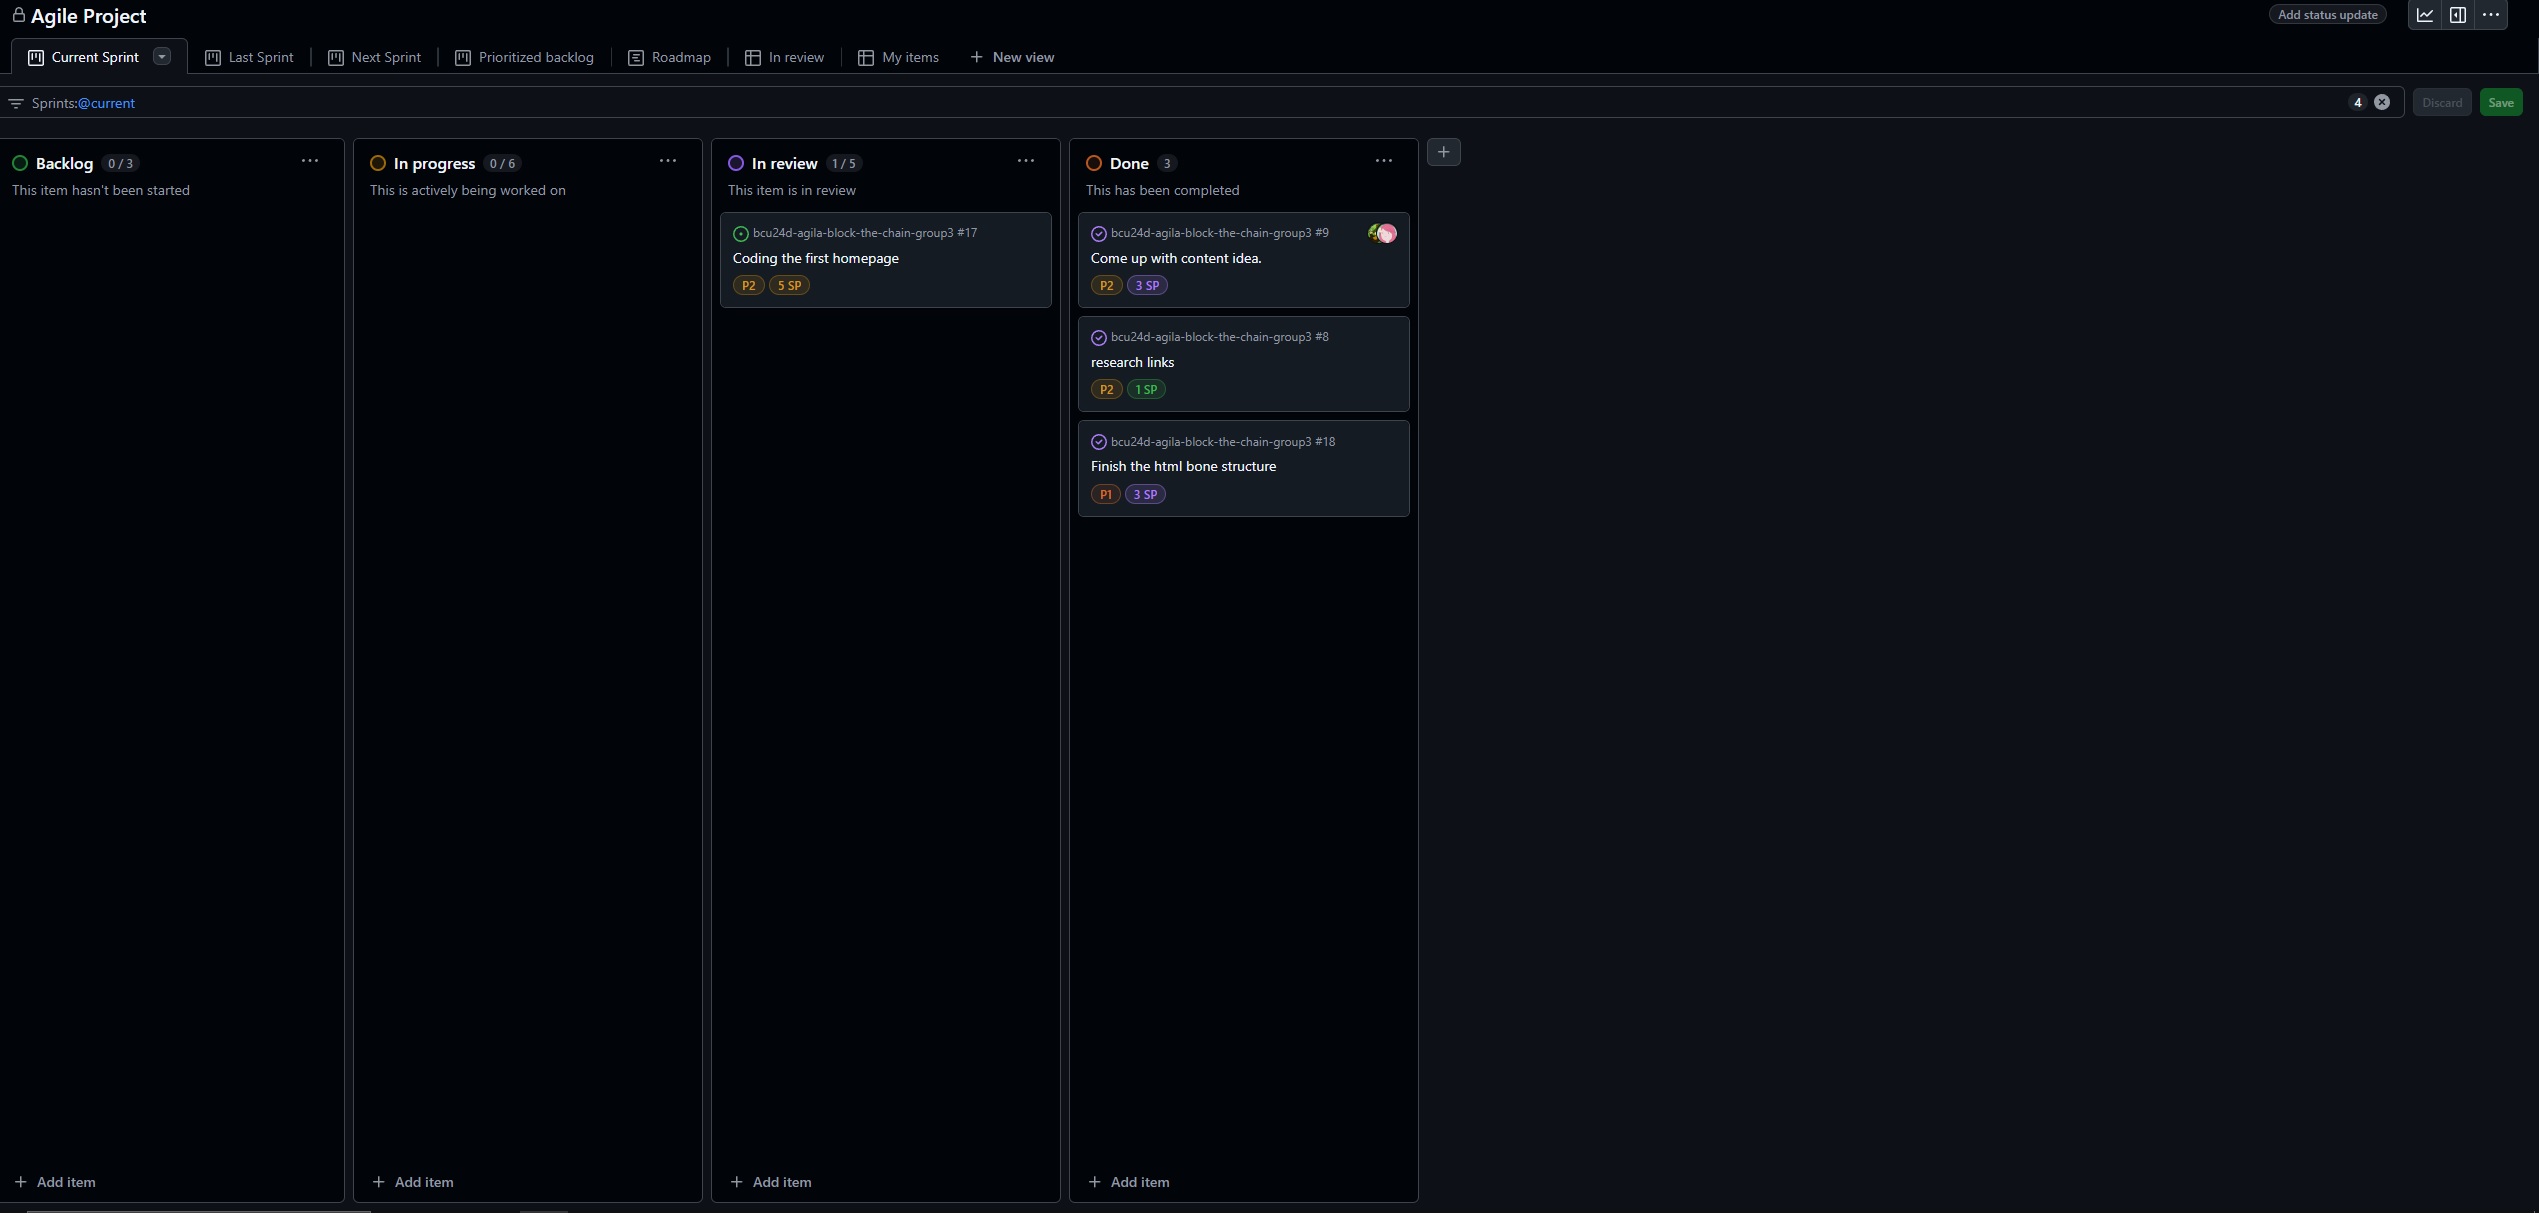 Agile Project
Add status update
Current Sprint
Last Sprint
Next Sprint
Prioritized backlog
Roadmap
In review
My items
New view
Sprints:@current
4
Discard
Save
Backlog 0 / 3
This item hasn't been started
Add item
In progress 0 / 6
This is actively being worked on
Add item
In review 1 / 5
This item is in review
bcu24d-agila-block-the-chain-group3 #17
Coding the first homepage
P2 5 SP
Add item
Done 3
This has been completed
bcu24d-agila-block-the-chain-group3 #9
Come up with content idea.
P2 3 SP
bcu24d-agila-block-the-chain-group3 #8
research links
P2 1 SP
bcu24d-agila-block-the-chain-group3 #18
Finish the html bone structure
P1 3 SP
Add item